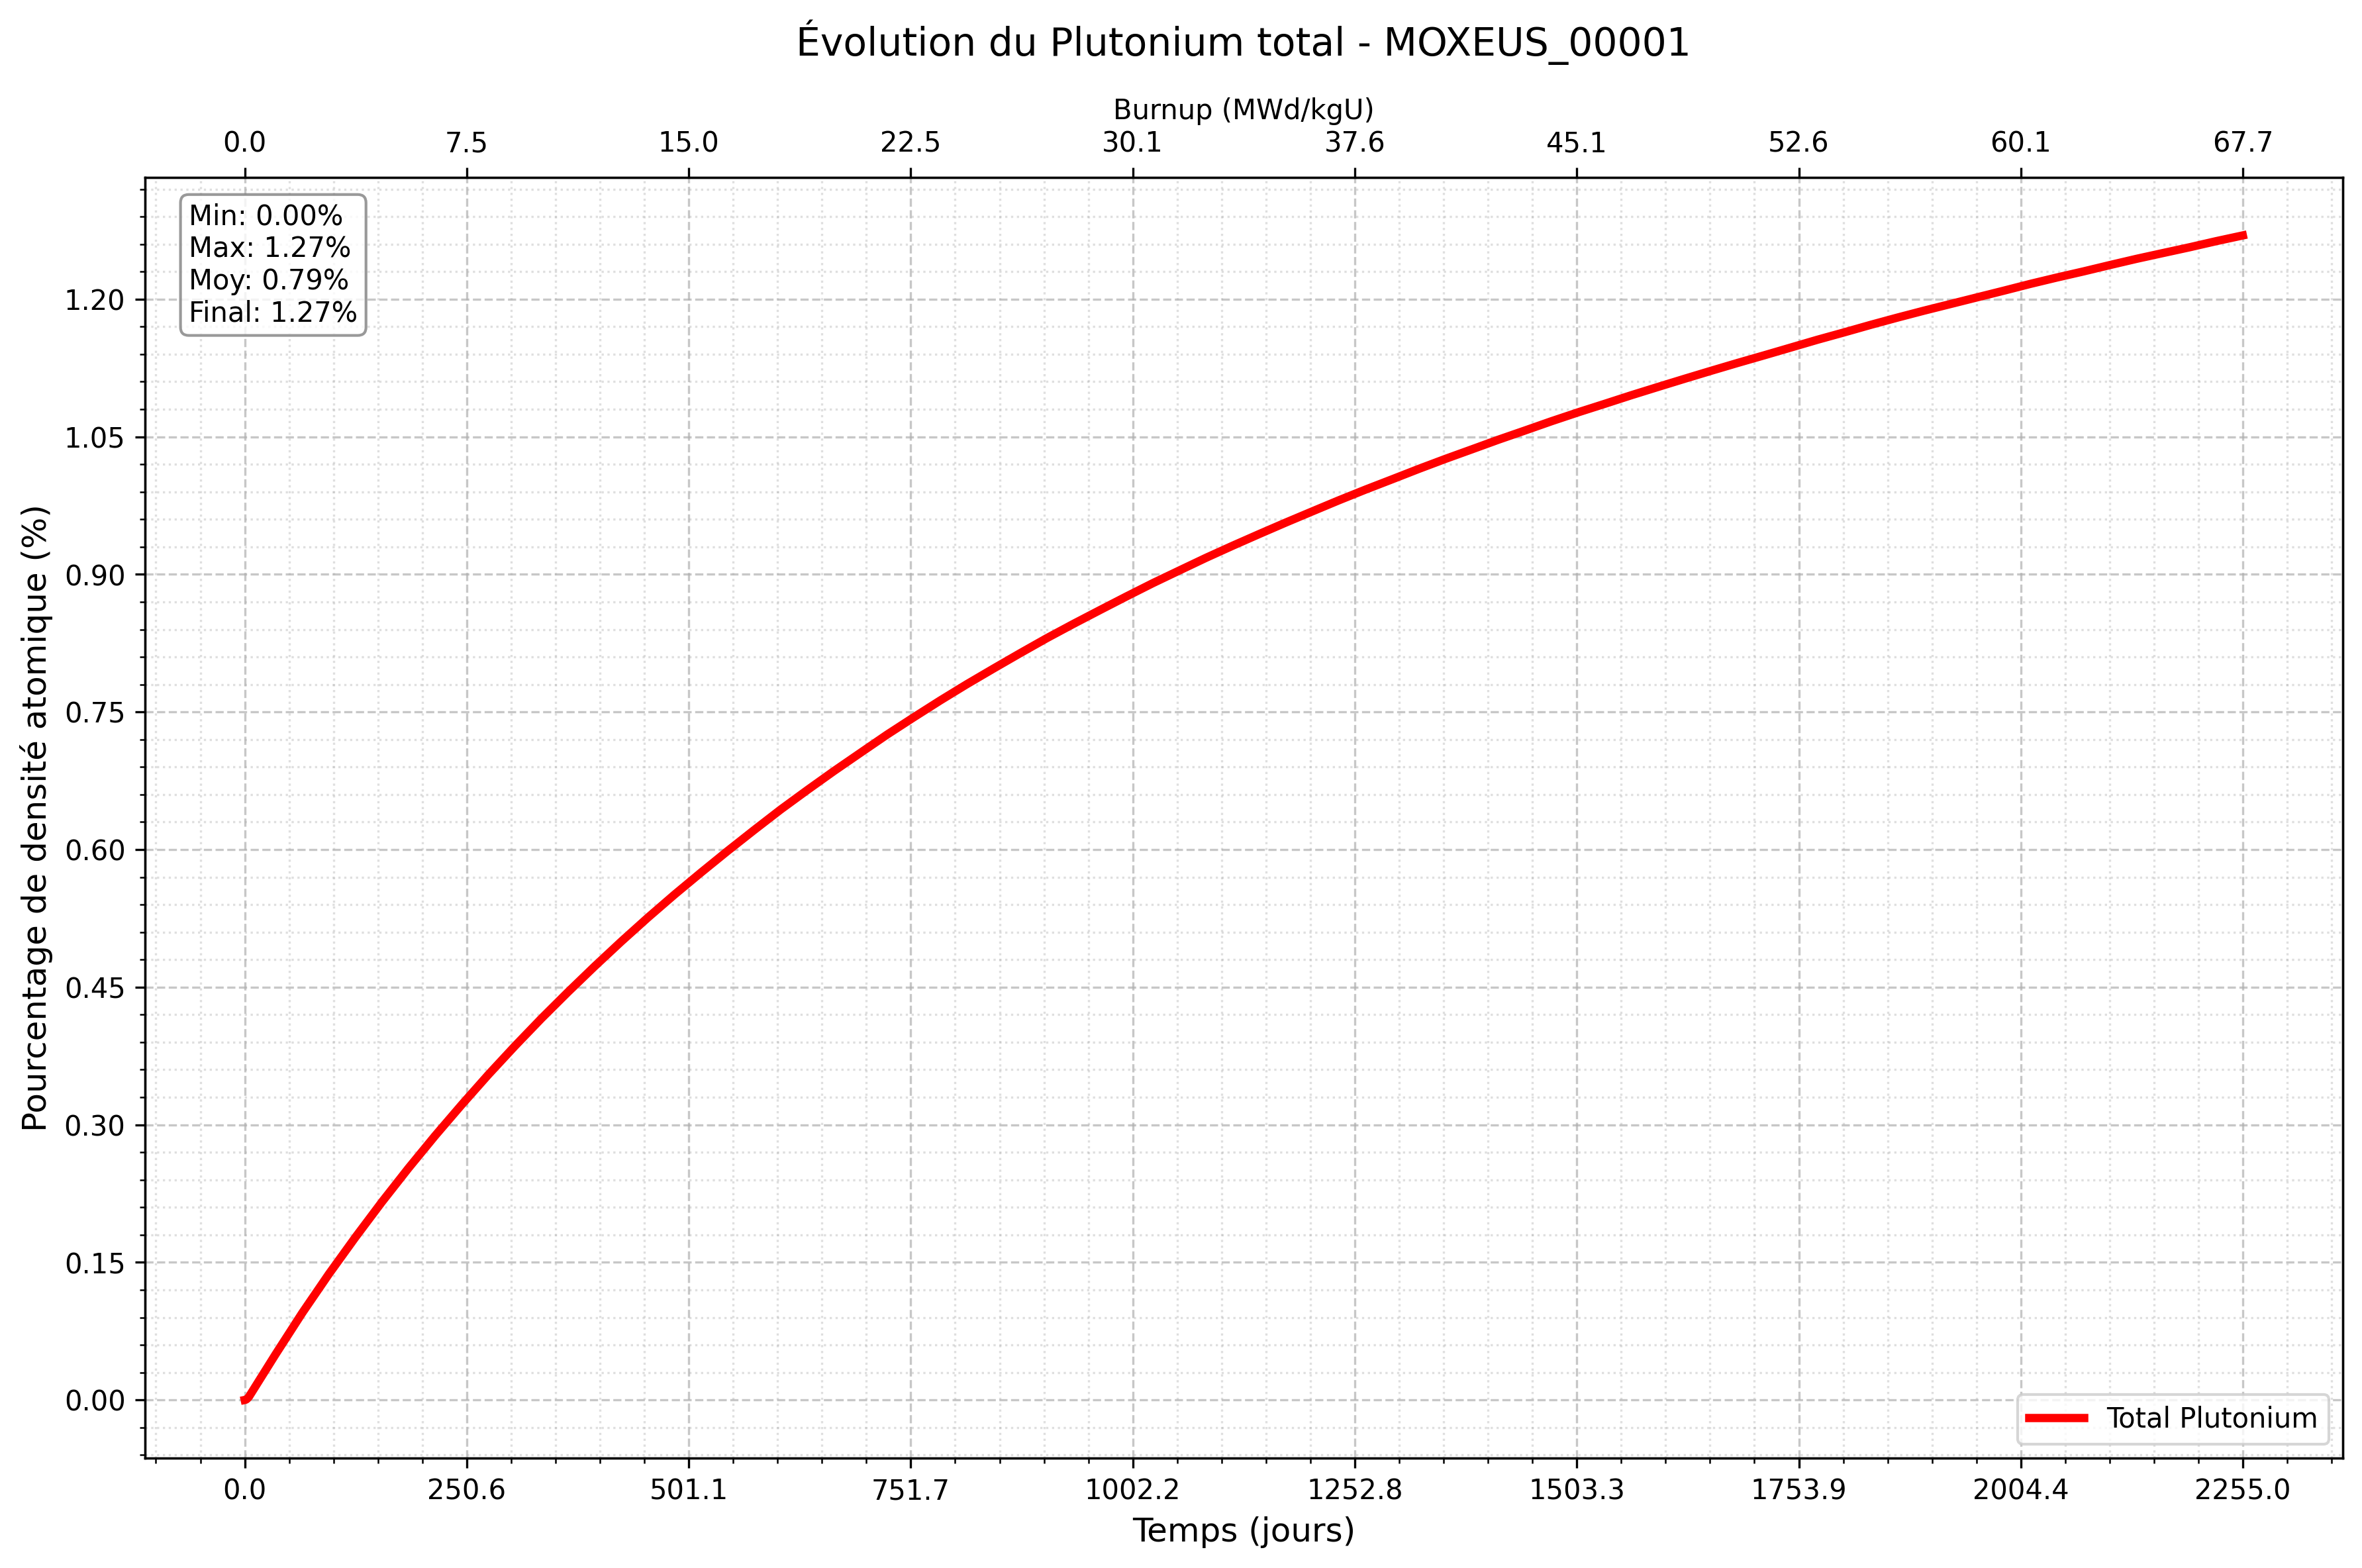 Évolution du Plutonium total - MOXEUS_00001
Burnup (MWd/kgU)
0.0 7.5 15.0 22.5 30.1 37.6 45.1 52.6 60.1 67.7
Min: 0.00%
Max: 1.27%
Moy: 0.79%
Final: 1.27%
Pourcentage de densité atomique (%)
1.20
1.05
0.90
0.75
0.60
0.45
0.30
0.15
0.00
Total Plutonium
0.0 250.6 501.1 751.7 1002.2 1252.8 1503.3 1753.9 2004.4 2255.0
Temps (jours)